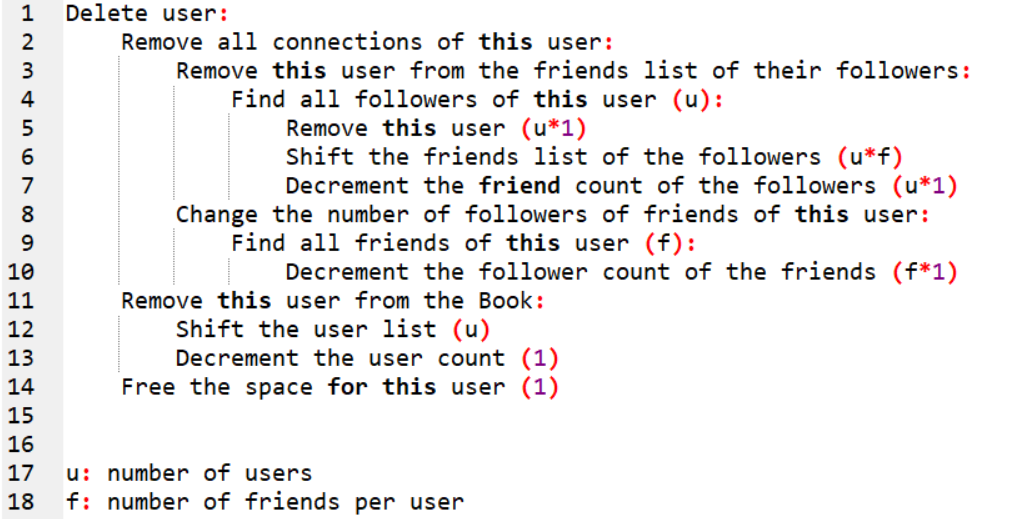 1 Delete user:
2 Remove all connections of this user:
3 Remove this user from the friends list of their followers:
4 Find all followers of this user (u):
5 Remove this user (u*1)
6 Shift the friends list of the followers (u*f)
7 Decrement the friend count of the followers (u*1)
8 Change the number of followers of friends of this user:
9 Find all friends of this user (f):
10 Decrement the follower count of the friends (f*1)
11 Remove this user from the Book:
12 Shift the user list (u)
13 Decrement the user count (1)
14 Free the space for this user (1)
15
16
17 u: number of users
18 f: number of friends per user